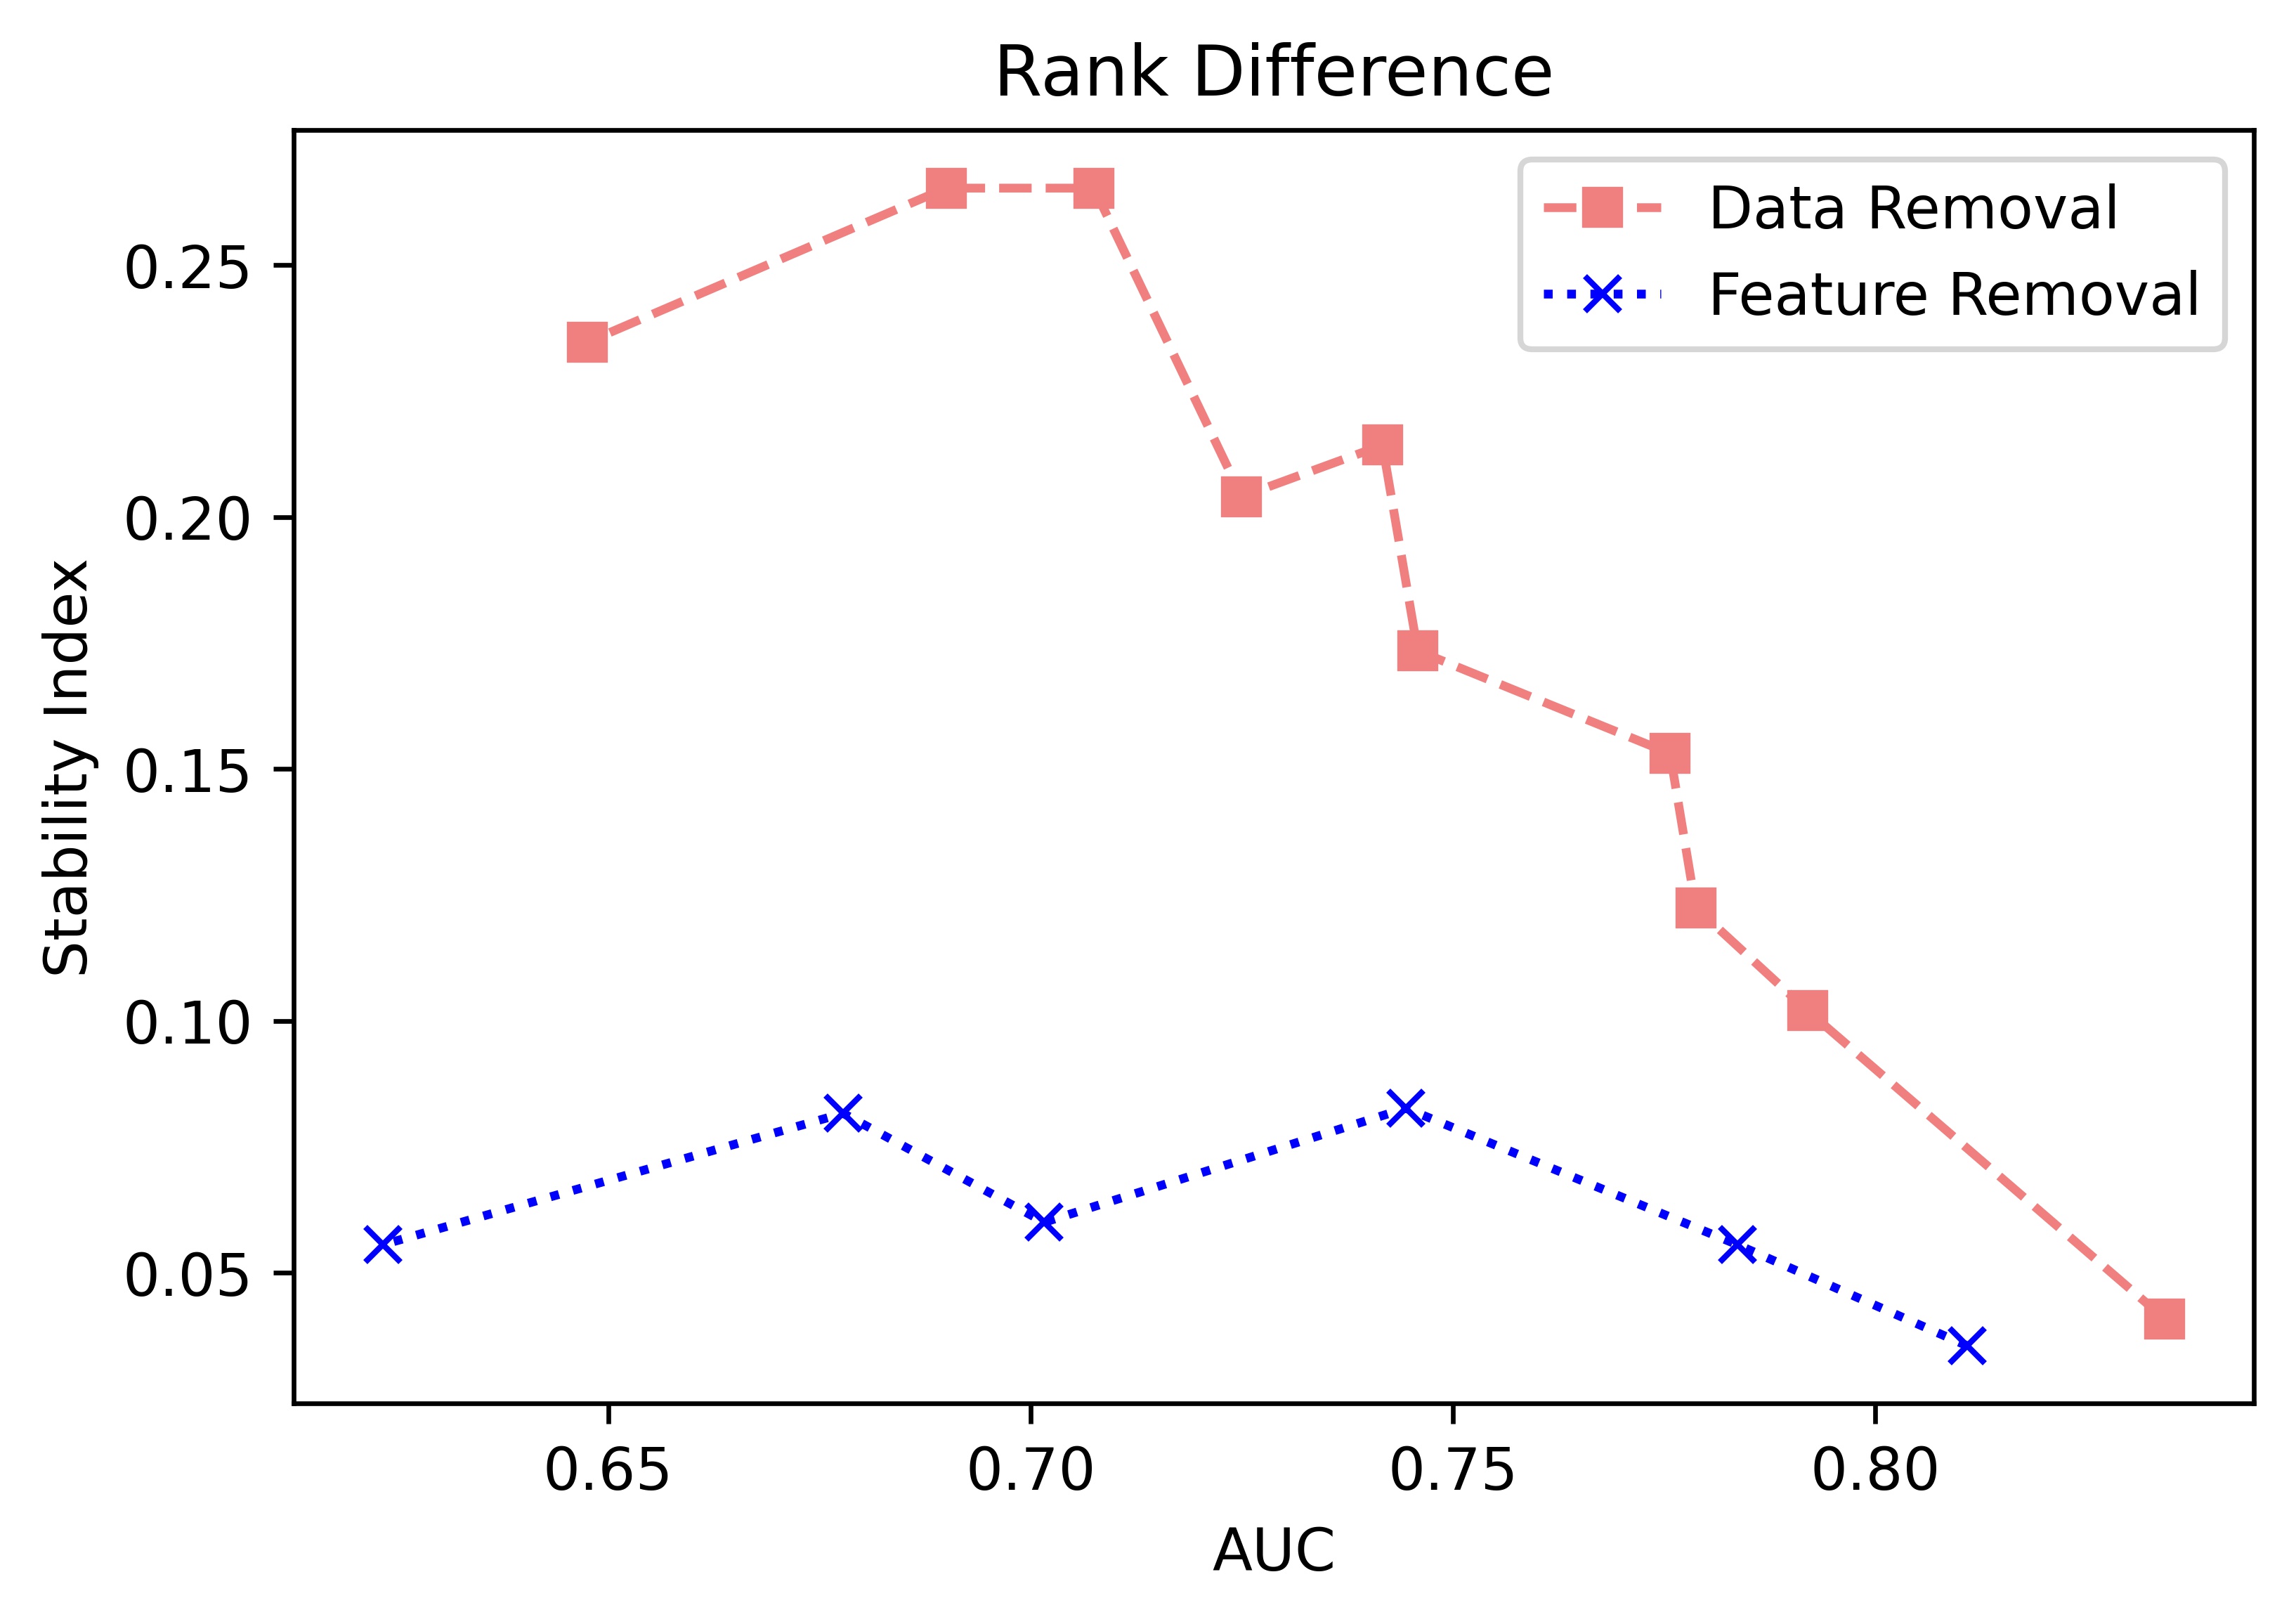 Rank Difference
Data Removal
Feature Removal
0.25
0.20
0.15
0.10
0.05
Stability Index
0.65 0.70 0.75 0.80
AUC